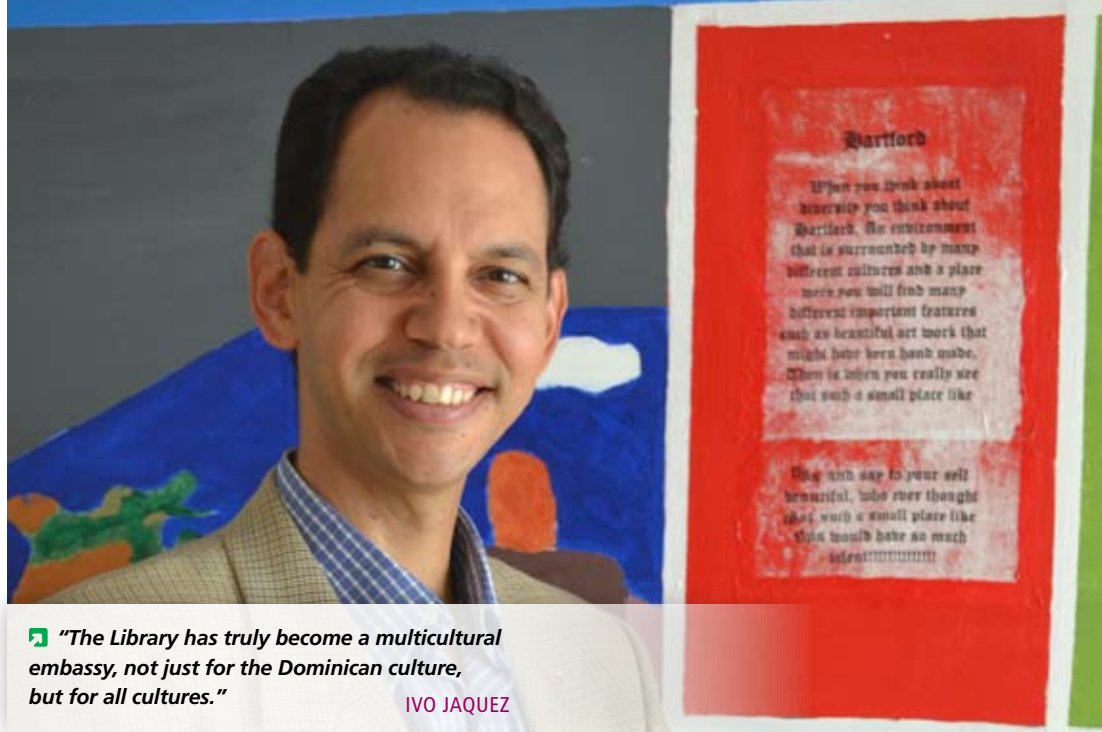 Hartford
When you think about
diversity you think about
Hartford. An environment
that is surrounded by many
different cultures and a place
were you will find many
different important features
such as beautiful art work that
might have been hand made.
Then is when you really see
that such a small place like
and say to your self
beautiful, who ever thought
that such a small place like
this would have so much
talent!!!!!!!!!!!!!!
“The Library has truly become a multicultural
embassy, not just for the Dominican culture,
but for all cultures.”
IVO JAQUEZ